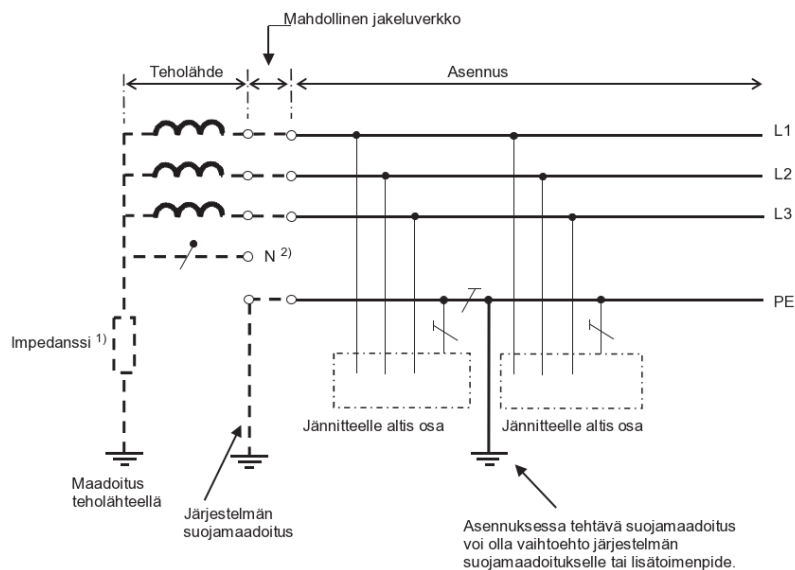 Mahdollinen jakeluverkko
Teholähde
Asennus
L1
L2
L3
N 2)
PE
Impedanssi 1)
Jännitteelle altis osa
Jännitteelle altis osa
Maadoitus
teholähteellä
Järjestelmän
suojamaadoitus
Asennuksessa tehtävä suojamaadoitus
voi olla vaihtoehto järjestelmän
suojamaadoitukselle tai lisätoimenpide.